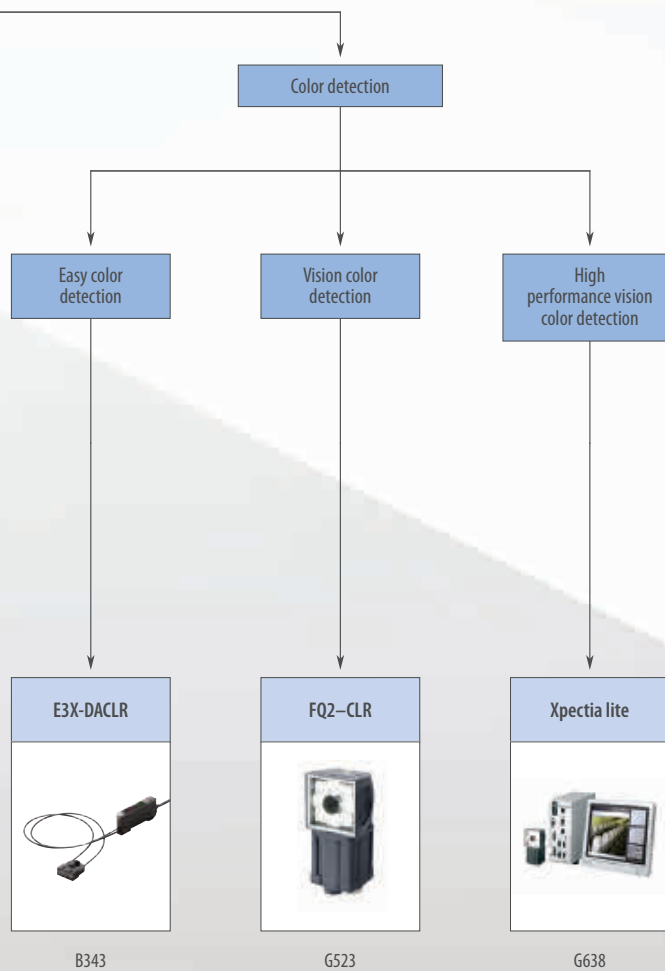 Color detection
Easy color
detection
Vision color
detection
High
performance vision
color detection
E3X-DACLR
FQ2–CLR
Xpectia lite
B343
G523
G638